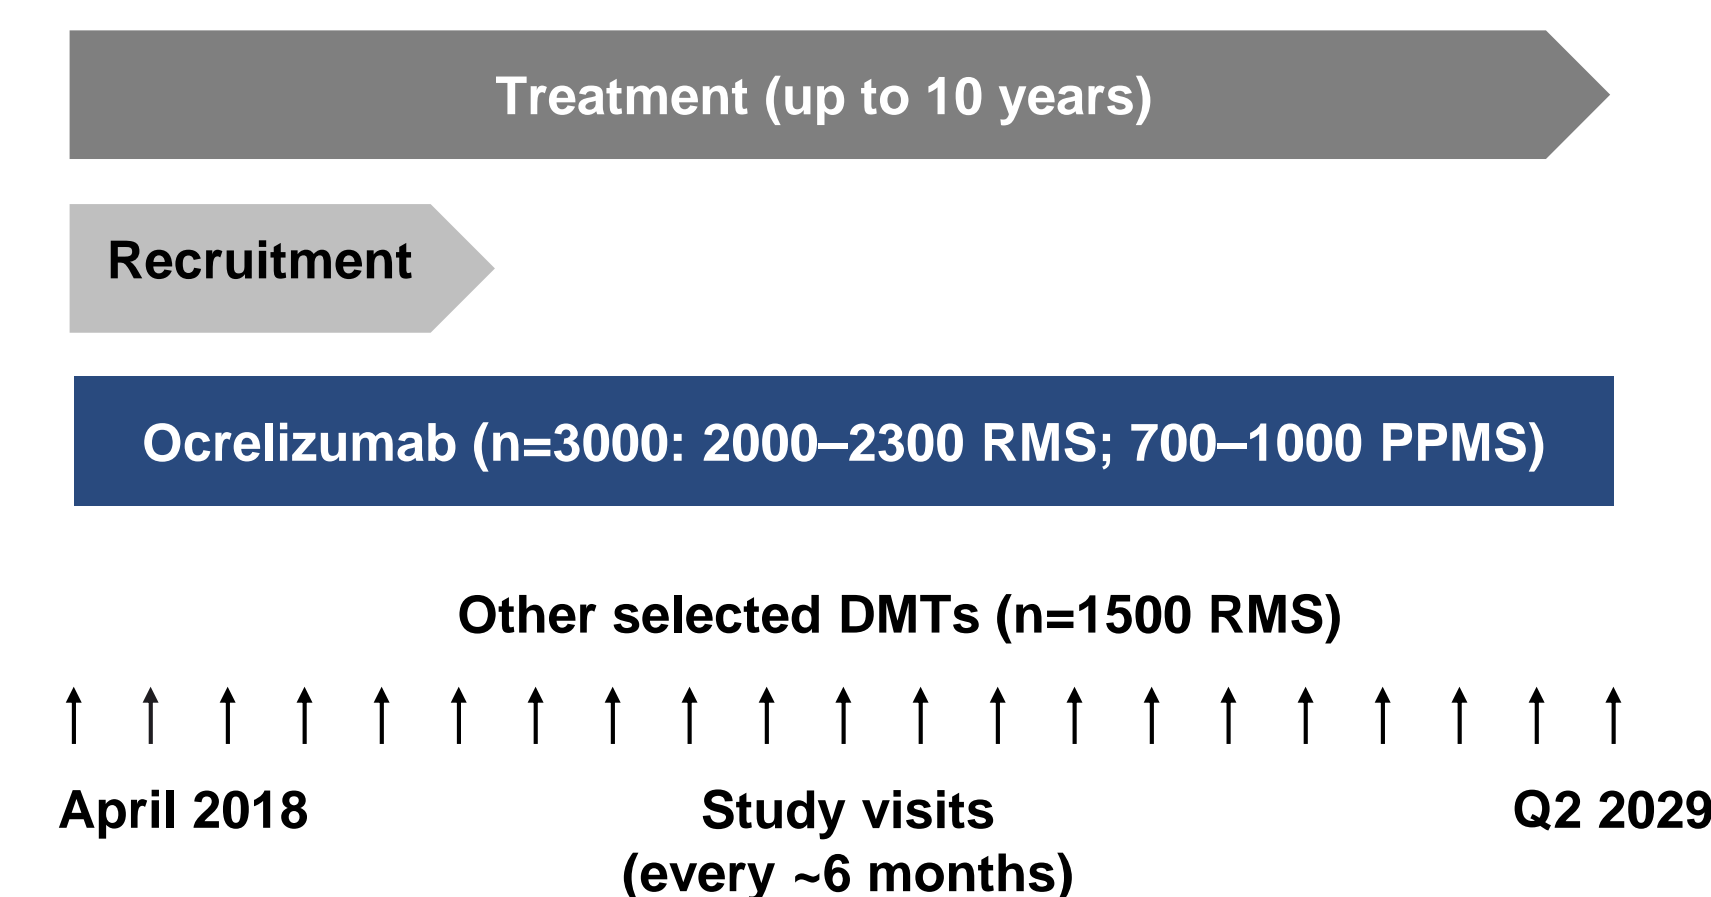 Treatment (up to 10 years)
Recruitment
Ocrelizumab (n=3000: 2000–2300 RMS; 700–1000 PPMS)
Other selected DMTs (n=1500 RMS)
April 2018
Study visits
(every ~6 months)
Q2 2029